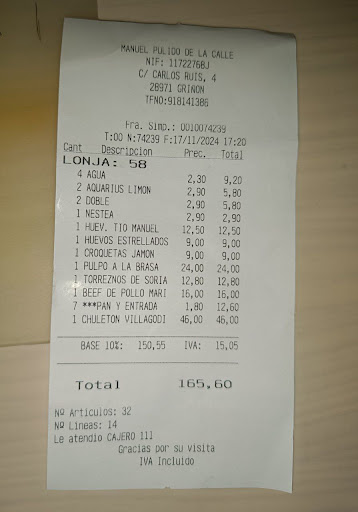 MANUEL PULIDO DE LA CALLE
NIF: 11722768J
C/ CARLOS RUIS, 4
28971 GRIÑON
TFNO:918141386
Fra. Simp.: 0010074239
T:00 N:74239 F:17/11/2024 17:20
Cant Descripcion Prec. Total
LONJA: 58
4 AGUA 2,30 9,20
2 AQUARIUS LIMON 2,90 5,80
2 DOBLE 2,90 5,80
1 NESTEA 2,90 2,90
1 HUEV. TIO MANUEL 12,50 12,50
1 HUEVOS ESTRELLADOS 9,00 9,00
1 CROQUETAS JAMON 9,00 9,00
1 PULPO A LA BRASA 24,00 24,00
1 TORREZNOS DE SORIA 12,80 12,80
1 BEEF DE POLLO MARI 16,00 16,00
7 ***PAN Y ENTRADA 1,80 12,60
1 CHULETON VILLAGODI 46,00 46,00
BASE 10%: 150,55 IVA: 15,05
Total 165,60
Nº Articulos: 32
Nº Lineas: 14
Le atendio CAJERO 111
Gracias por su visita
IVA Incluido